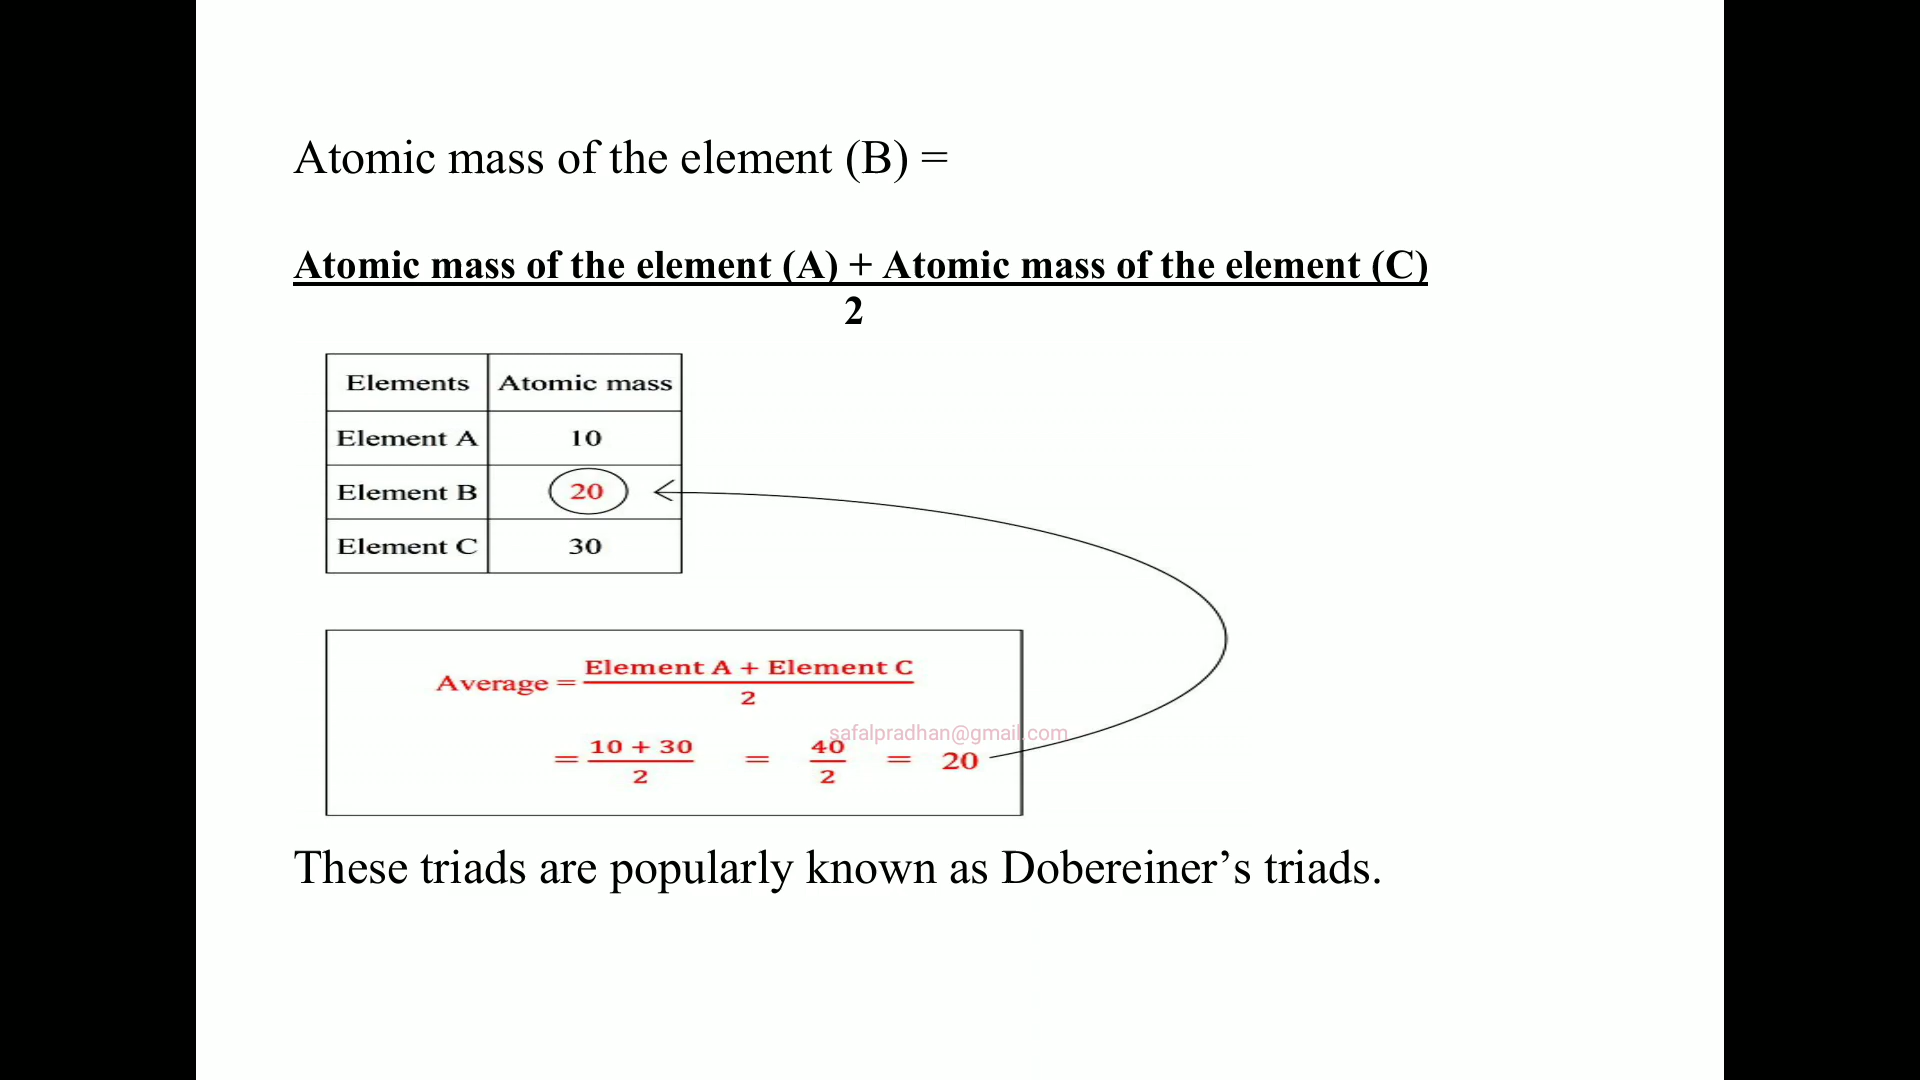 Atomic mass of the element (B) =
Atomic mass of the element (A) + Atomic mass of the element (C)
2
Elements Atomic mass
Element A 10
Element B 20
Element C 30
Average = Element A + Element C
2
safalpradhan@gmail.com
= 10 + 30 = 40 = 20
2 2
These triads are popularly known as Dobereiner’s triads.